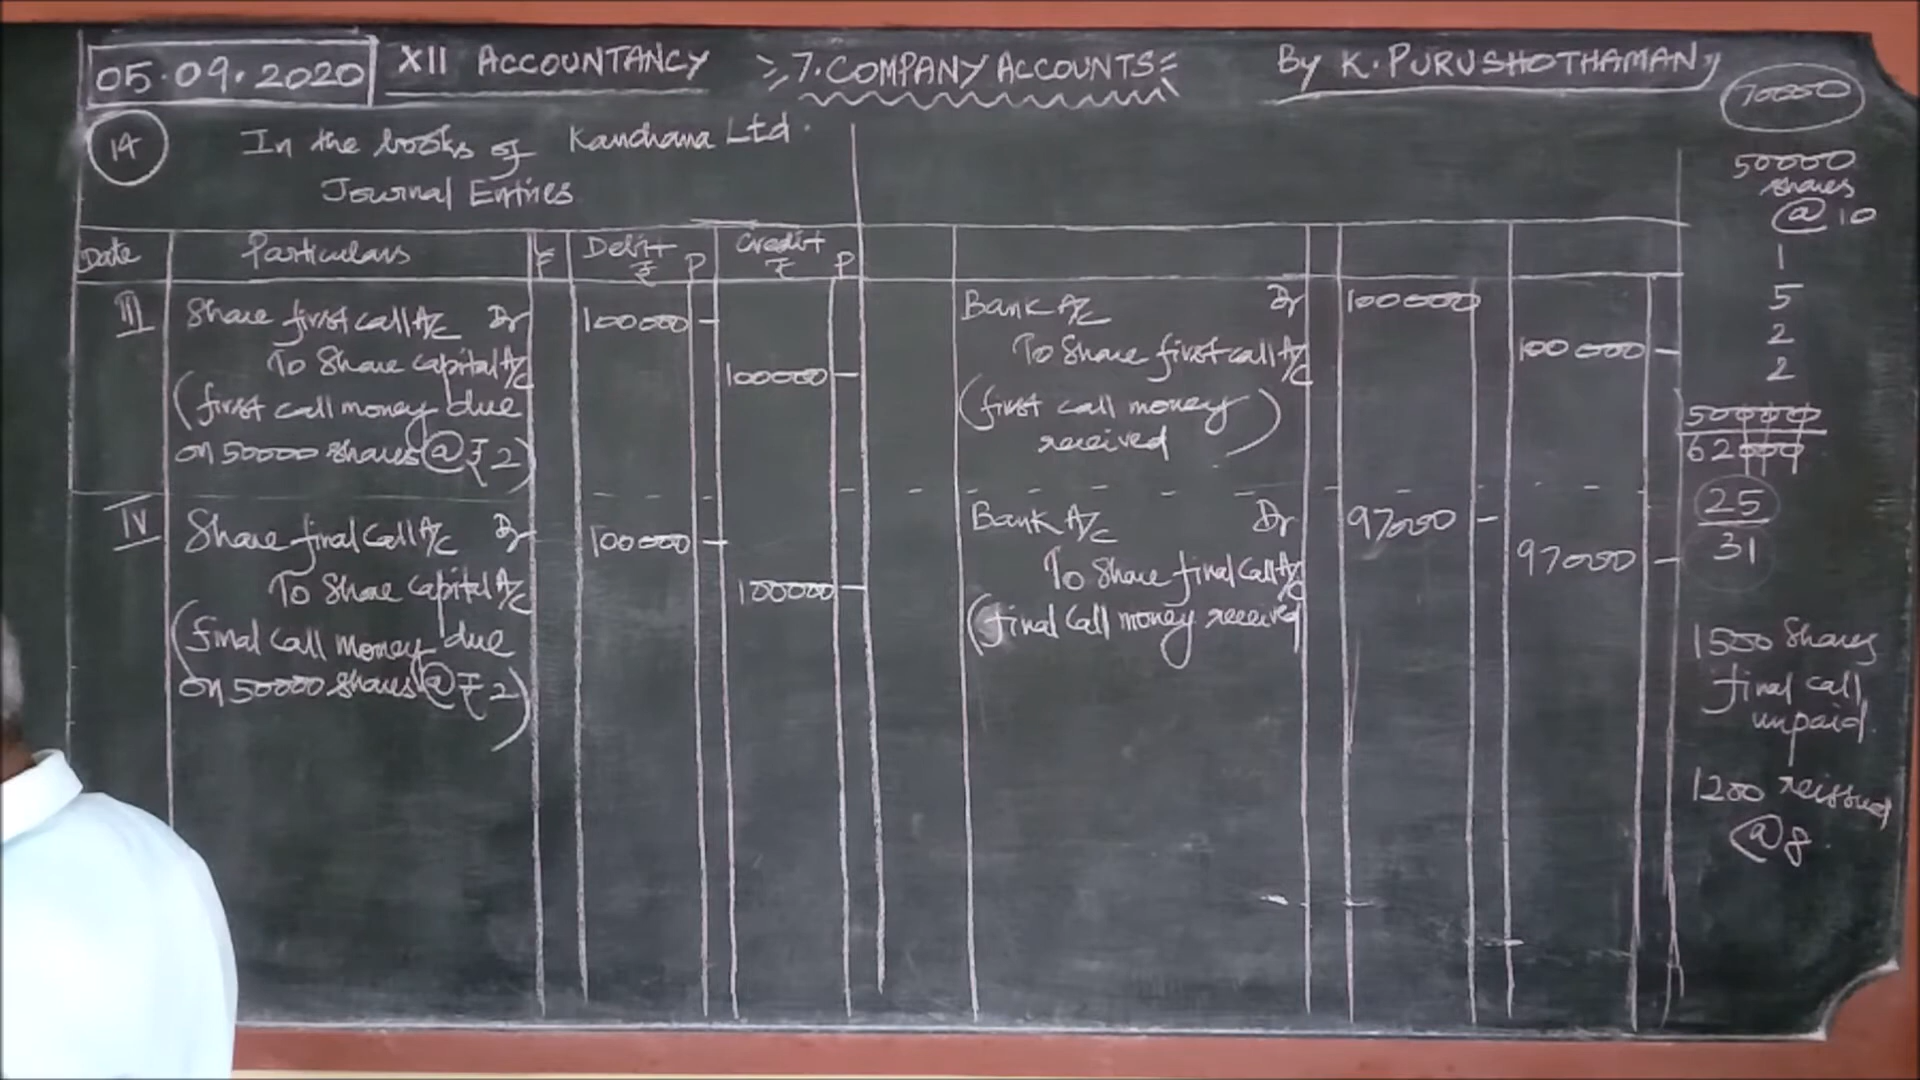 05.09.2020
XII ACCOUNTANCY
7. COMPANY ACCOUNTS
By K. PURUSHOTHAMAN
14
In the books of Kanchana Ltd.
Journal Entries
Date Particulars F Debit ₹ P Credit ₹ P
III Share first call A/c Dr 100000 -
To Share capital A/c 100000 -
(first call money due
on 50000 shares @ ₹ 2)
IV Share final call A/c Dr 100000 -
To Share capital A/c 100000 -
(final call money due
on 50000 shares @ ₹ 2)
Bank A/c Dr 100000
To Share first call A/c 100000 -
(first call money
received)
Bank A/c Dr 97000 -
To Share final call A/c 97000 -
(final call money received
70000
50000
shares
@ 10
1
5
2
2
50000
62000
25
31
1500 Shares
final call
unpaid
1200 reissued
@ 8